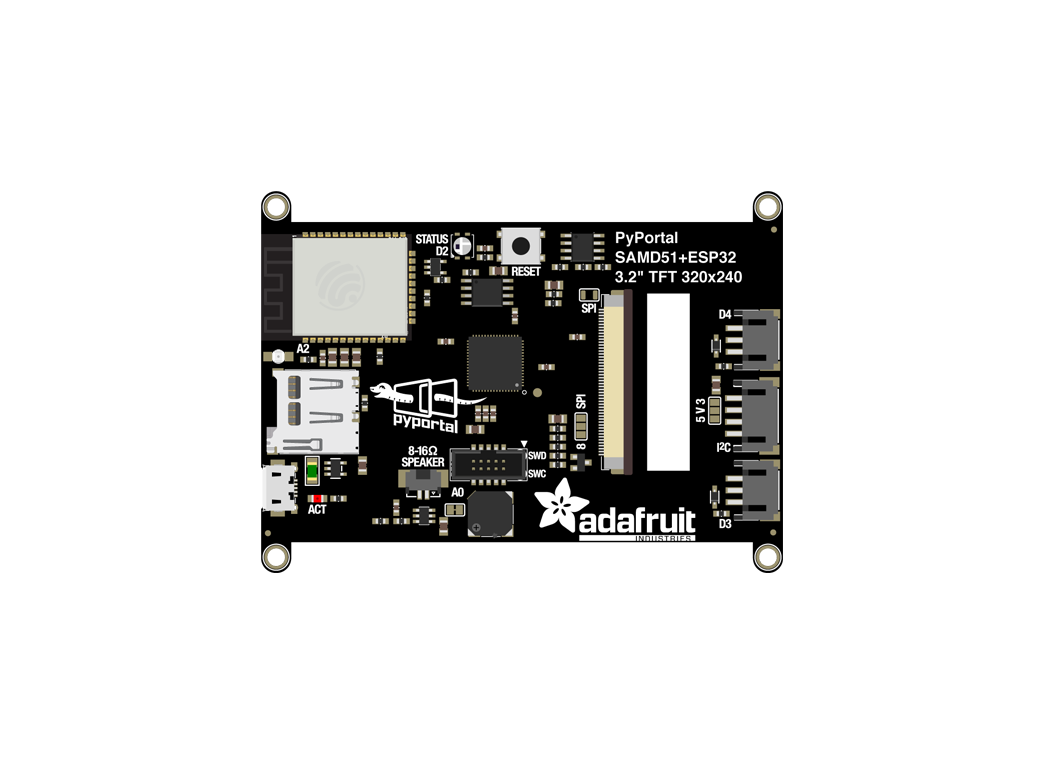 STATUS
D2
RESET
PyPortal
SAMD51+ESP32
3.2" TFT 320x240
SPI
D4
A2
pyportal
SPI
8
5 V 3
I²C
8-16Ω
SPEAKER
SWD
SWC
A0
ACT
D3
adafruit
INDUSTRIES